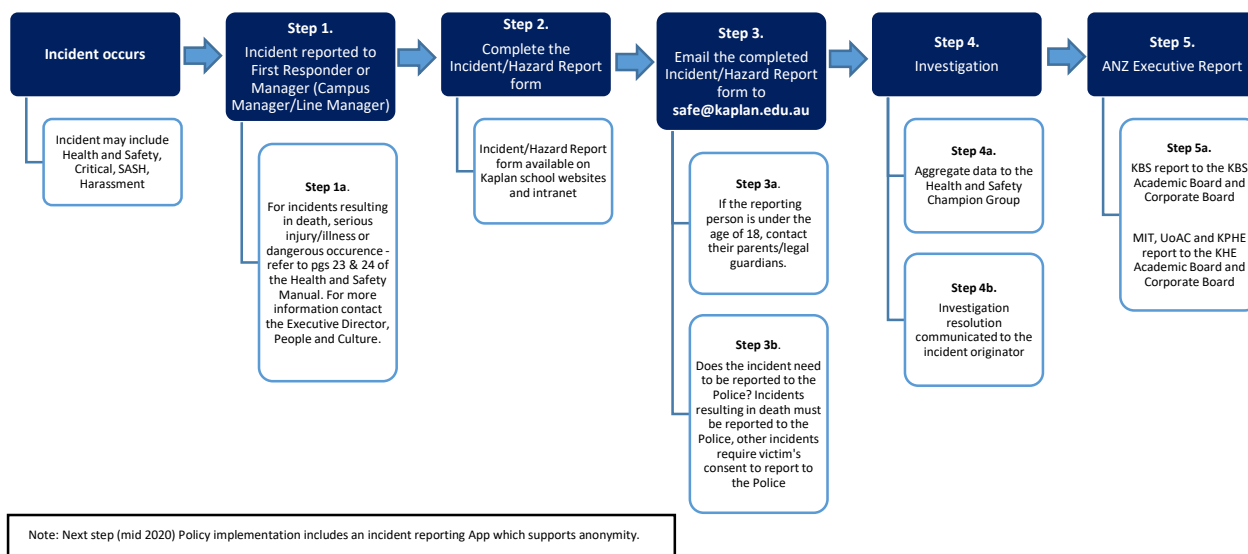 Incident occurs
Incident may include
Health and Safety,
Critical, SASH,
Harassment
Step 1.
Incident reported to
First Responder or
Manager (Campus
Manager/Line Manager)
Step 1a.
For incidents resulting
in death, serious
injury/illness or
dangerous occurence -
refer to pgs 23 & 24 of
the Health and Safety
Manual. For more
information contact
the Executive Director,
People and Culture.
Step 2.
Complete the
Incident/Hazard Report
form
Incident/Hazard Report
form available on
Kaplan school websites
and intranet
Step 3.
Email the completed
Incident/Hazard Report
form to
safe@kaplan.edu.au
Step 3a.
If the reporting
person is under the
age of 18, contact
their parents/legal
guardians.
Step 3b.
Does the incident need
to be reported to the
Police? Incidents
resulting in death must
be reported to the
Police, other incidents
require victim's
consent to report to
the Police
Step 4.
Investigation
Step 4a.
Aggregate data to the
Health and Safety
Champion Group
Step 4b.
Investigation
resolution
communicated to the
incident originator
Step 5.
ANZ Executive Report
Step 5a.
KBS report to the KBS
Academic Board and
Corporate Board
MIT, UoAC and KPHE
report to the KHE
Academic Board and
Corporate Board
Note: Next step (mid 2020) Policy implementation includes an incident reporting App which supports anonymity.